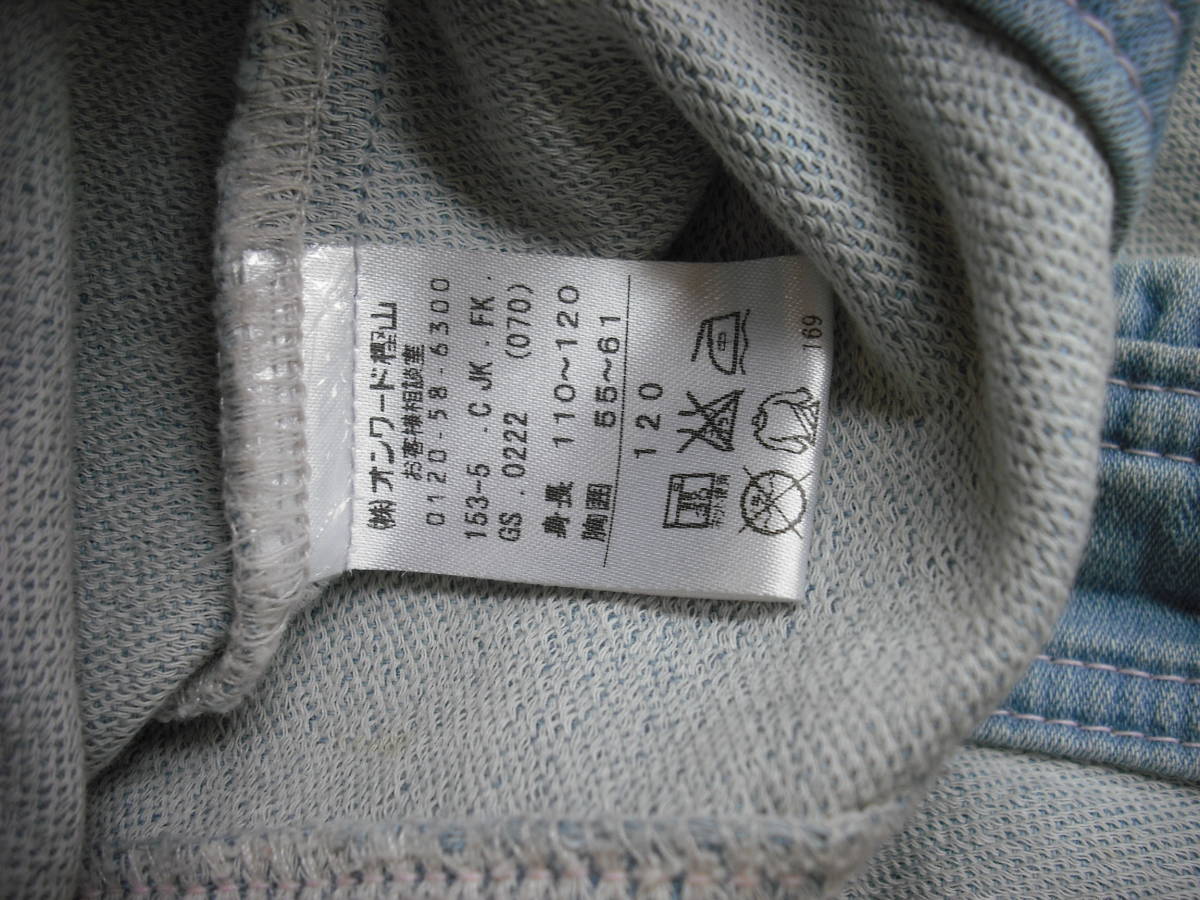 ㈱オンワード樫山
お客様相談室
0120-58-6300
153-5 .CJK.FK.
GS.0222 (070)
身長 110〜120
胸囲 55〜61
120
169